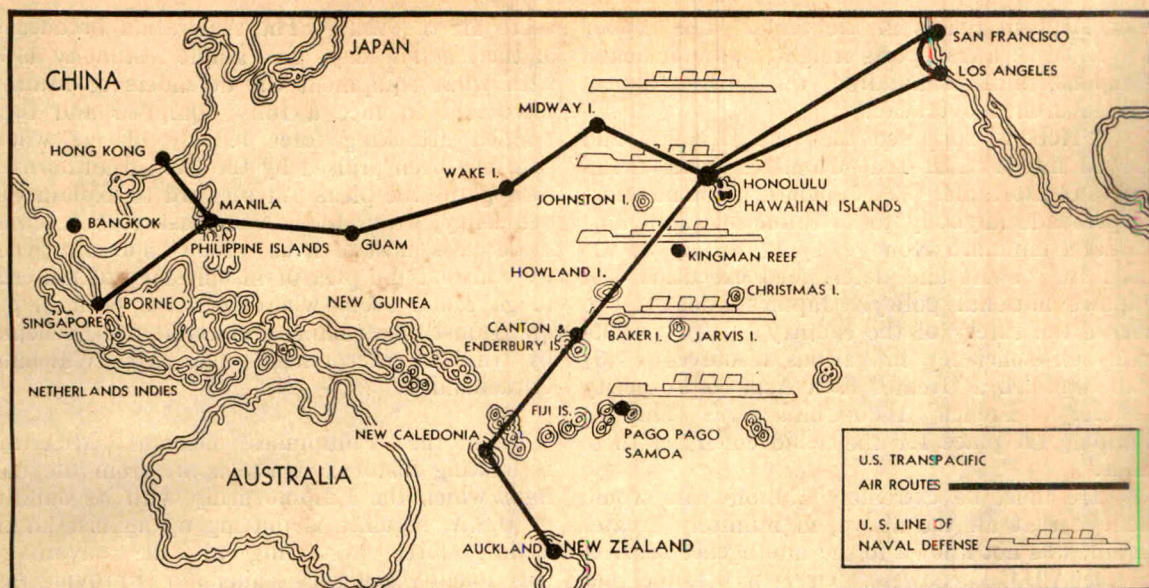 JAPAN
SAN FRANCISCO
CHINA
LOS ANGELES
MIDWAY I.
HONG KONG
WAKE I.
HONOLULU
HAWAIIAN ISLANDS
JOHNSTON I.
MANILA
BANGKOK
PHILIPPINE ISLANDS
GUAM
KINGMAN REEF
HOWLAND I.
CHRISTMAS I.
BORNEO
NEW GUINEA
SINGAPORE
CANTON &
ENDERBURY IS.
BAKER I.
JARVIS I.
NETHERLANDS INDIES
FIJI IS.
NEW CALEDONIA
PAGO PAGO
SAMOA
AUSTRALIA
U.S. TRANSPACIFIC
AIR ROUTES
U. S. LINE OF
NAVAL DEFENSE
AUCKLAND
NEW ZEALAND